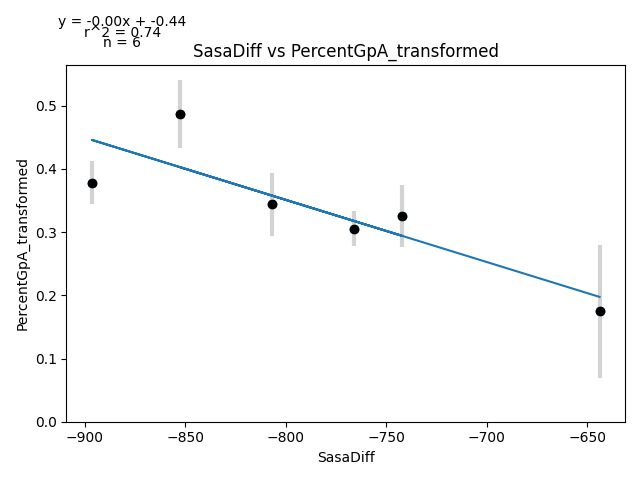 y = -0.00x + -0.44
r^2 = 0.74
n = 6
SasaDiff vs PercentGpA_transformed
PercentGpA_transformed
0.5
0.4
0.3
0.2
0.1
0.0
−900
−850
−800
−750
−700
−650
SasaDiff